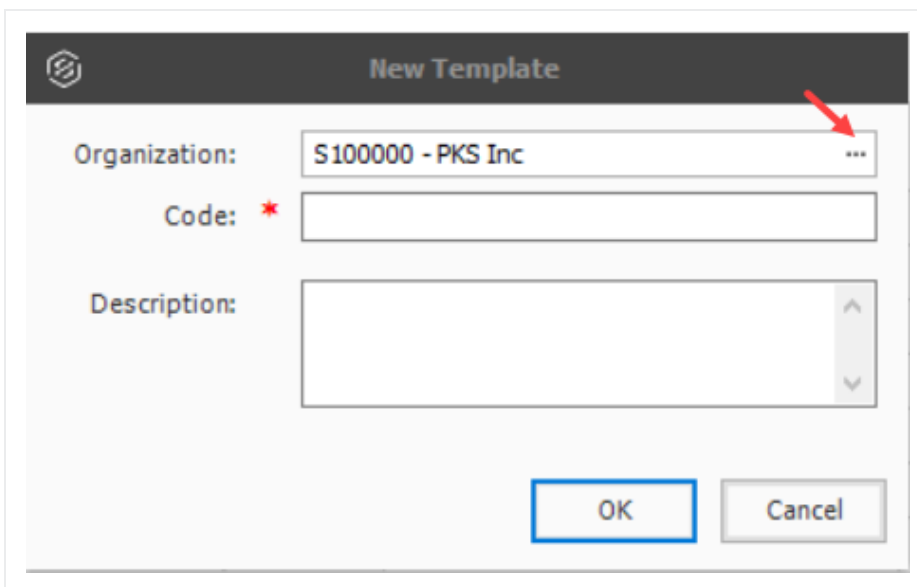 New Template
Organization: S100000 - PKS Inc ...
Code: *
Description:
OK Cancel